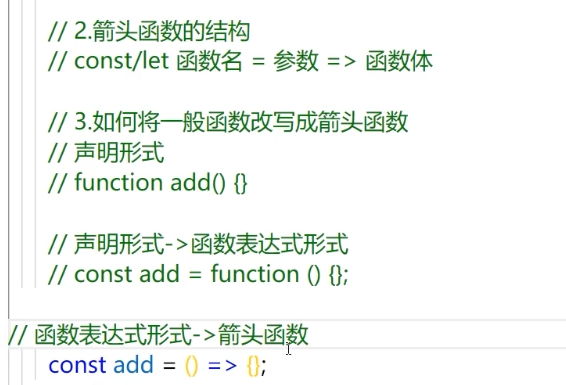 // 2.箭头函数的结构
// const/let 函数名 = 参数 => 函数体
// 3.如何将一般函数改写成箭头函数
// 声明形式
// function add() {}
// 声明形式->函数表达式形式
// const add = function () {};
// 函数表达式形式->箭头函数
const add = () => {};